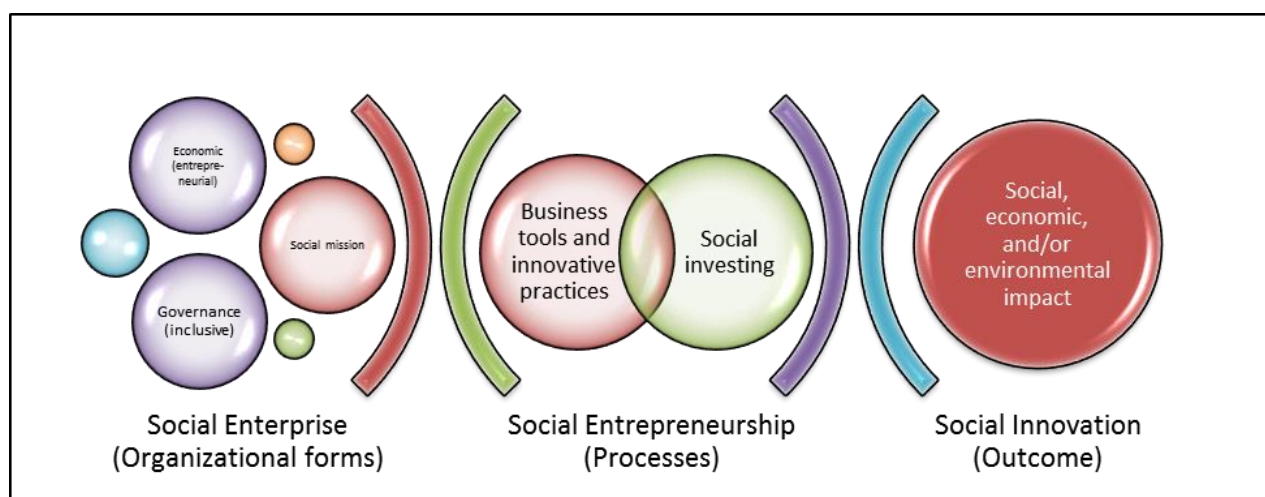 Economic
(entrepre-
neurial)
Social mission
Governance
(inclusive)
Social Enterprise
(Organizational forms)
Business
tools and
innovative
practices
Social
investing
Social Entrepreneurship
(Processes)
Social,
economic,
and/or
environmental
impact
Social Innovation
(Outcome)